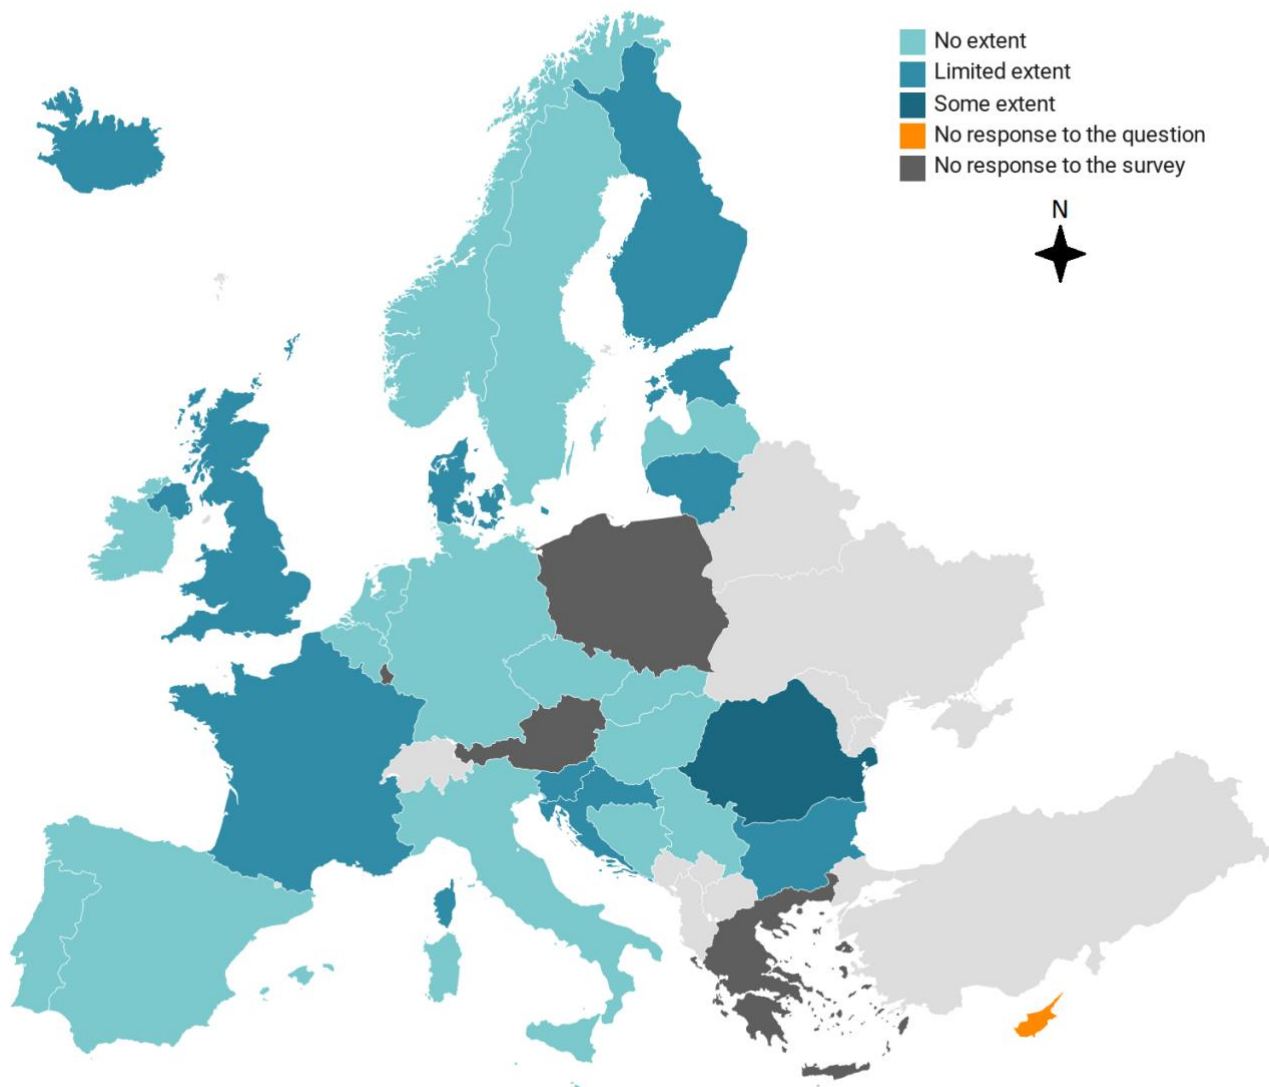 No extent
Limited extent
Some extent
No response to the question
No response to the survey
N